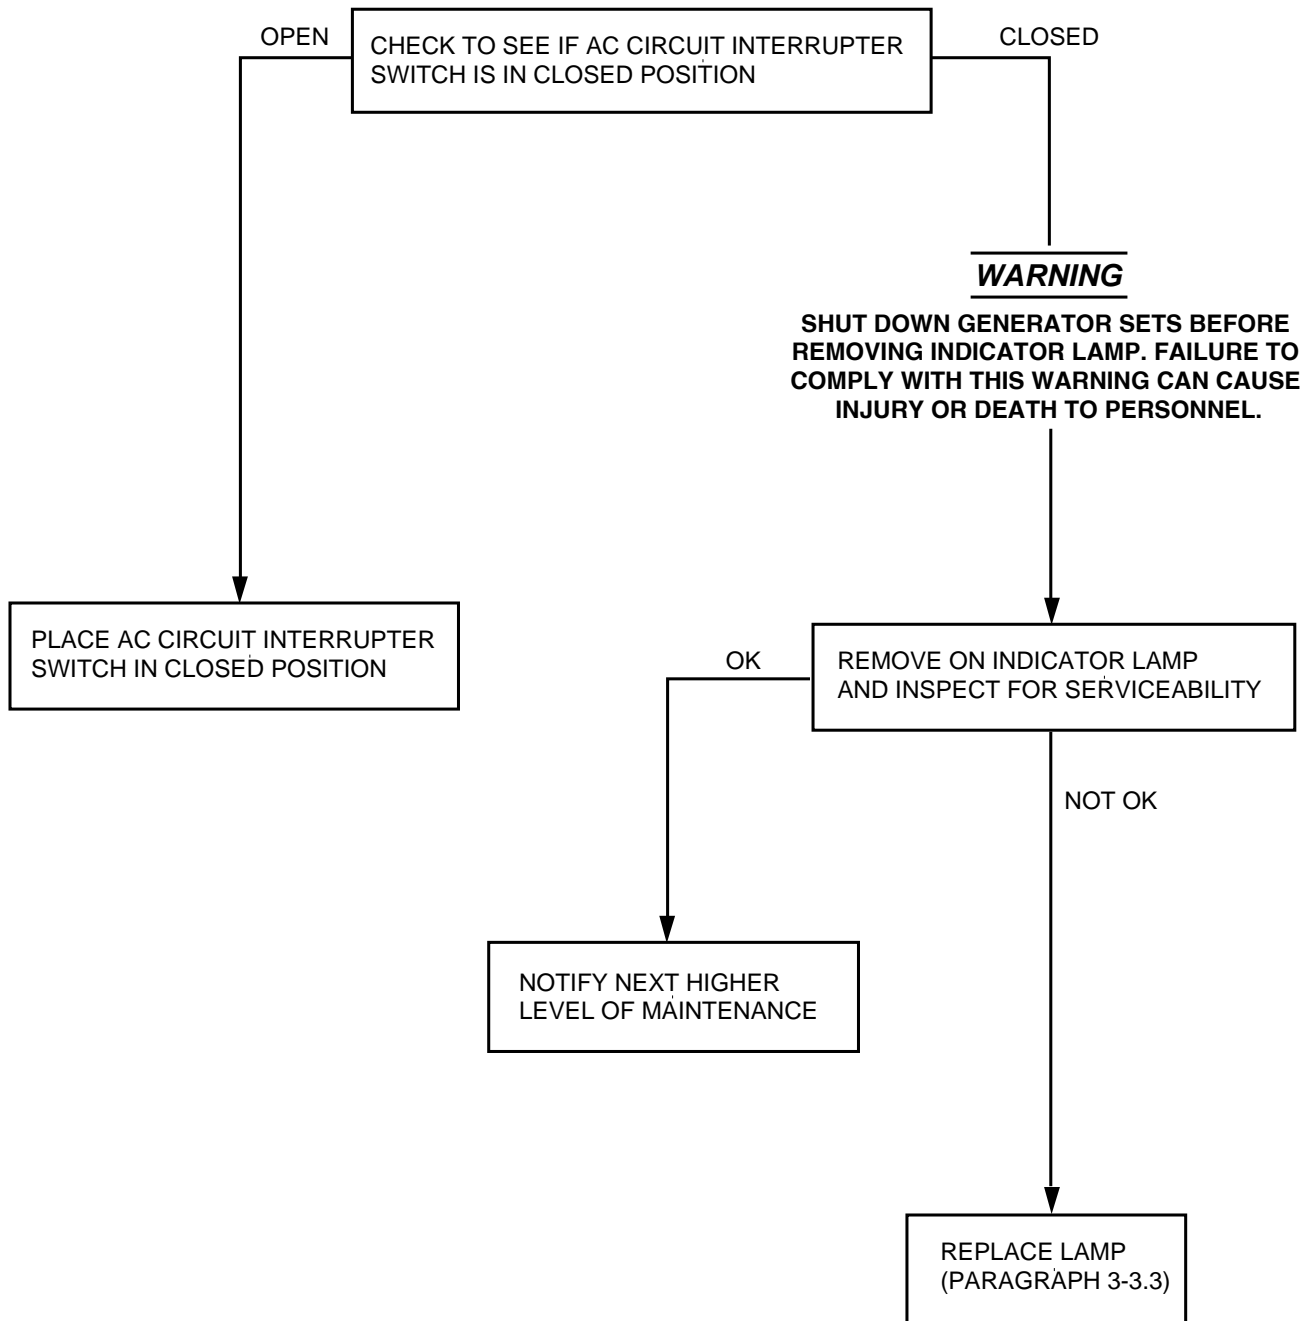 OPEN
CHECK TO SEE IF AC CIRCUIT INTERRUPTER
SWITCH IS IN CLOSED POSITION
CLOSED
WARNING
SHUT DOWN GENERATOR SETS BEFORE
REMOVING INDICATOR LAMP. FAILURE TO
COMPLY WITH THIS WARNING CAN CAUSE
INJURY OR DEATH TO PERSONNEL.
PLACE AC CIRCUIT INTERRUPTER
SWITCH IN CLOSED POSITION
OK
REMOVE ON INDICATOR LAMP
AND INSPECT FOR SERVICEABILITY
NOT OK
NOTIFY NEXT HIGHER
LEVEL OF MAINTENANCE
REPLACE LAMP
(PARAGRAPH 3-3.3)